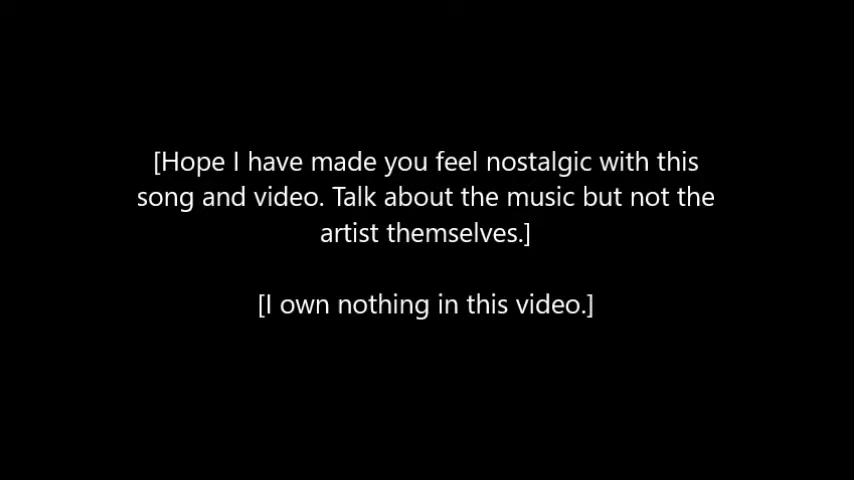 [Hope I have made you feel nostalgic with this
song and video. Talk about the music but not the
artist themselves.]
[I own nothing in this video.]